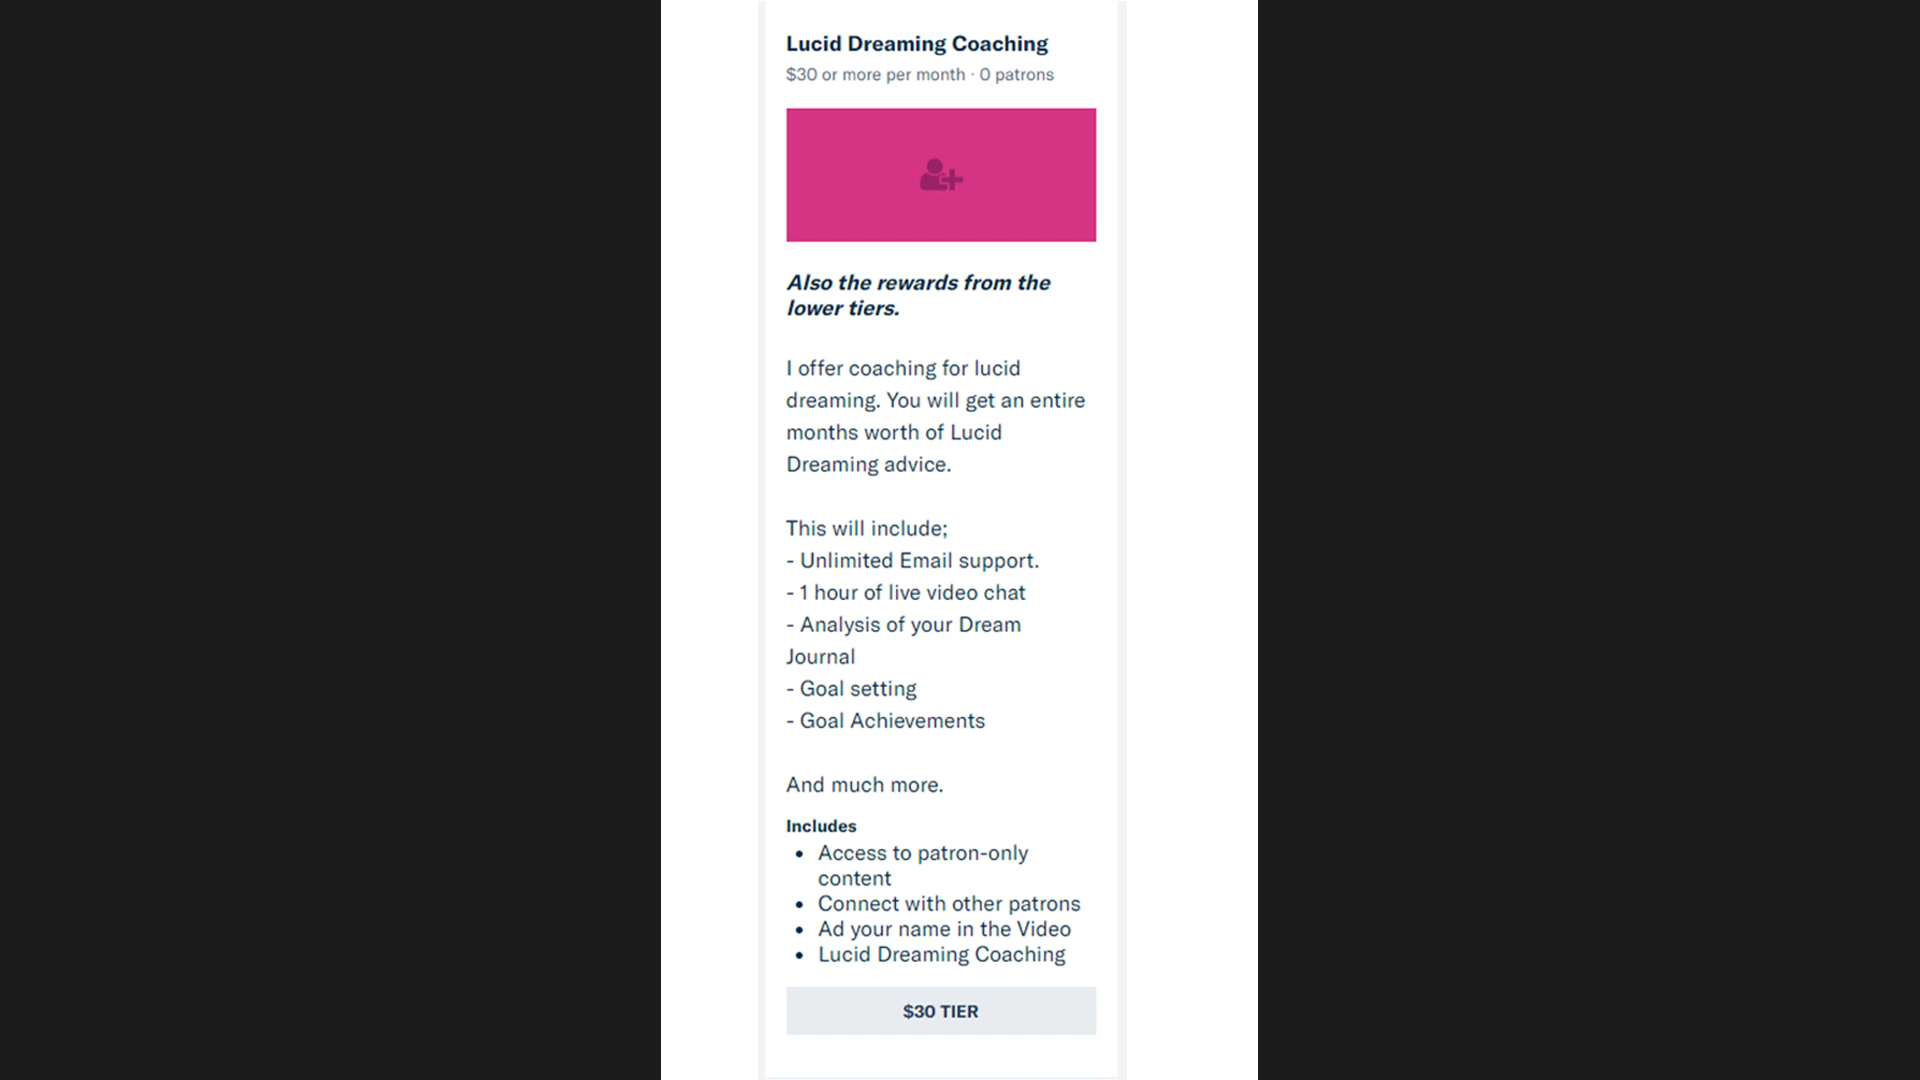 Lucid Dreaming Coaching
$30 or more per month · 0 patrons
Also the rewards from the
lower tiers.
I offer coaching for lucid
dreaming. You will get an entire
months worth of Lucid
Dreaming advice.
This will include;
- Unlimited Email support.
- 1 hour of live video chat
- Analysis of your Dream
Journal
- Goal setting
- Goal Achievements
And much more.
Includes
• Access to patron-only
content
• Connect with other patrons
• Ad your name in the Video
• Lucid Dreaming Coaching
$30 TIER